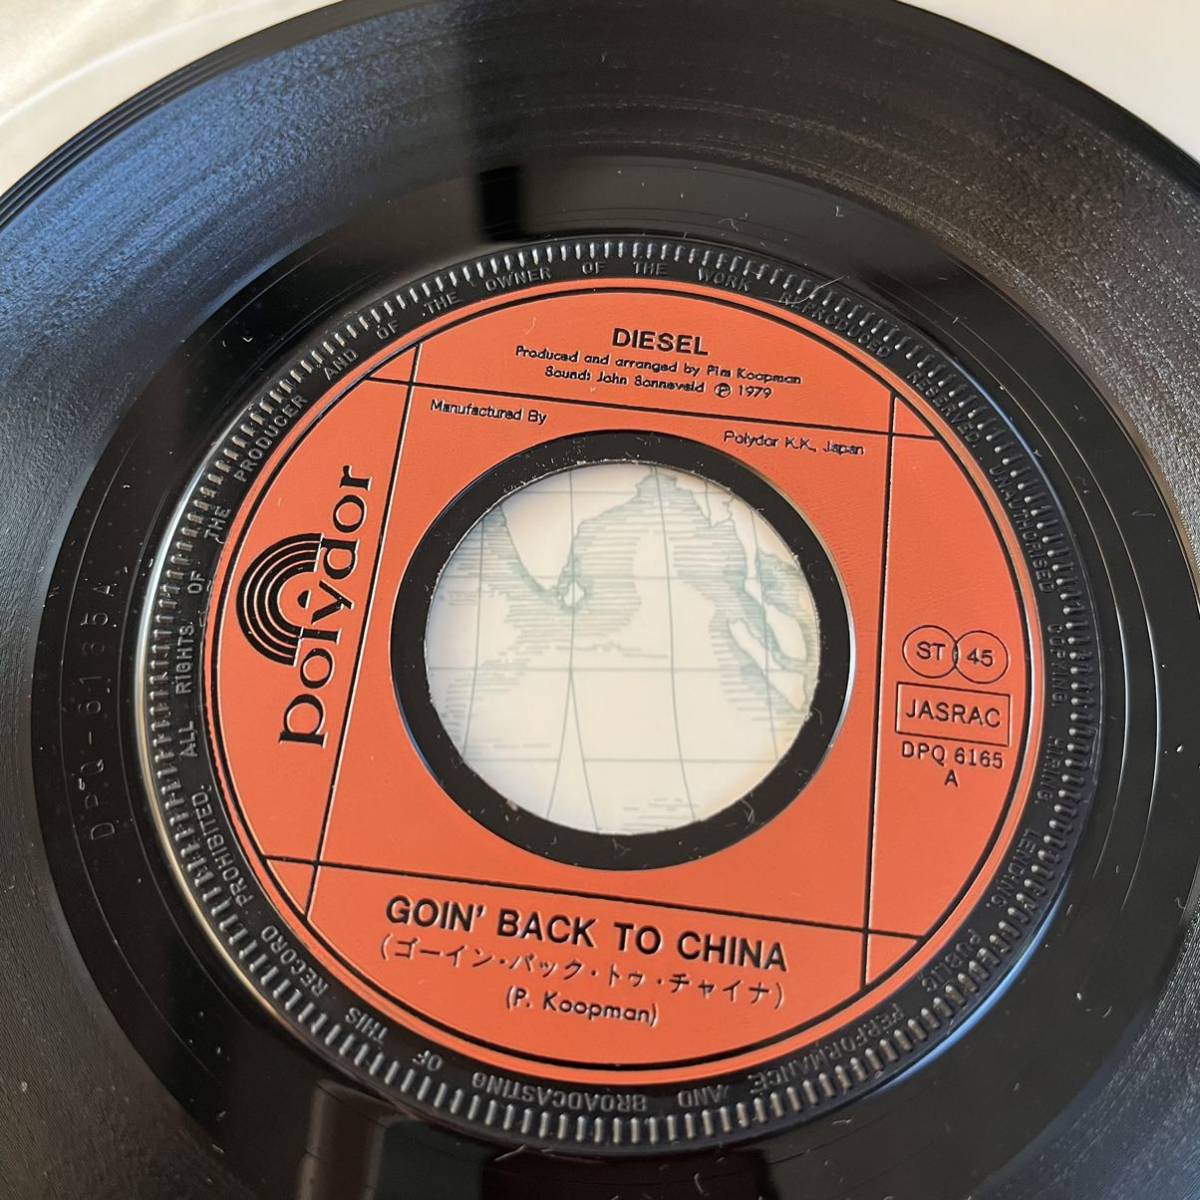 DIESEL
Produced and arranged by Pim Koopman
Sound: John Sonneveld Ⓟ 1979
Manufactured By
Polydor K.K., Japan
Polydor
ST 45
JASRAC
DPQ 6165
A
GOIN' BACK TO CHINA
(ゴーイン・バック・トゥ・チャイナ)
(P. Koopman)
ALL RIGHTS OF THE PRODUCER AND OF THE OWNER OF THE WORK REPRODUCED RESERVED UNAUTHORISED COPYING. HIRING. LENDING. PUBLIC PERFORMANCE AND BROADCASTING OF THIS RECORD PROHIBITED.
DPQ-6165A